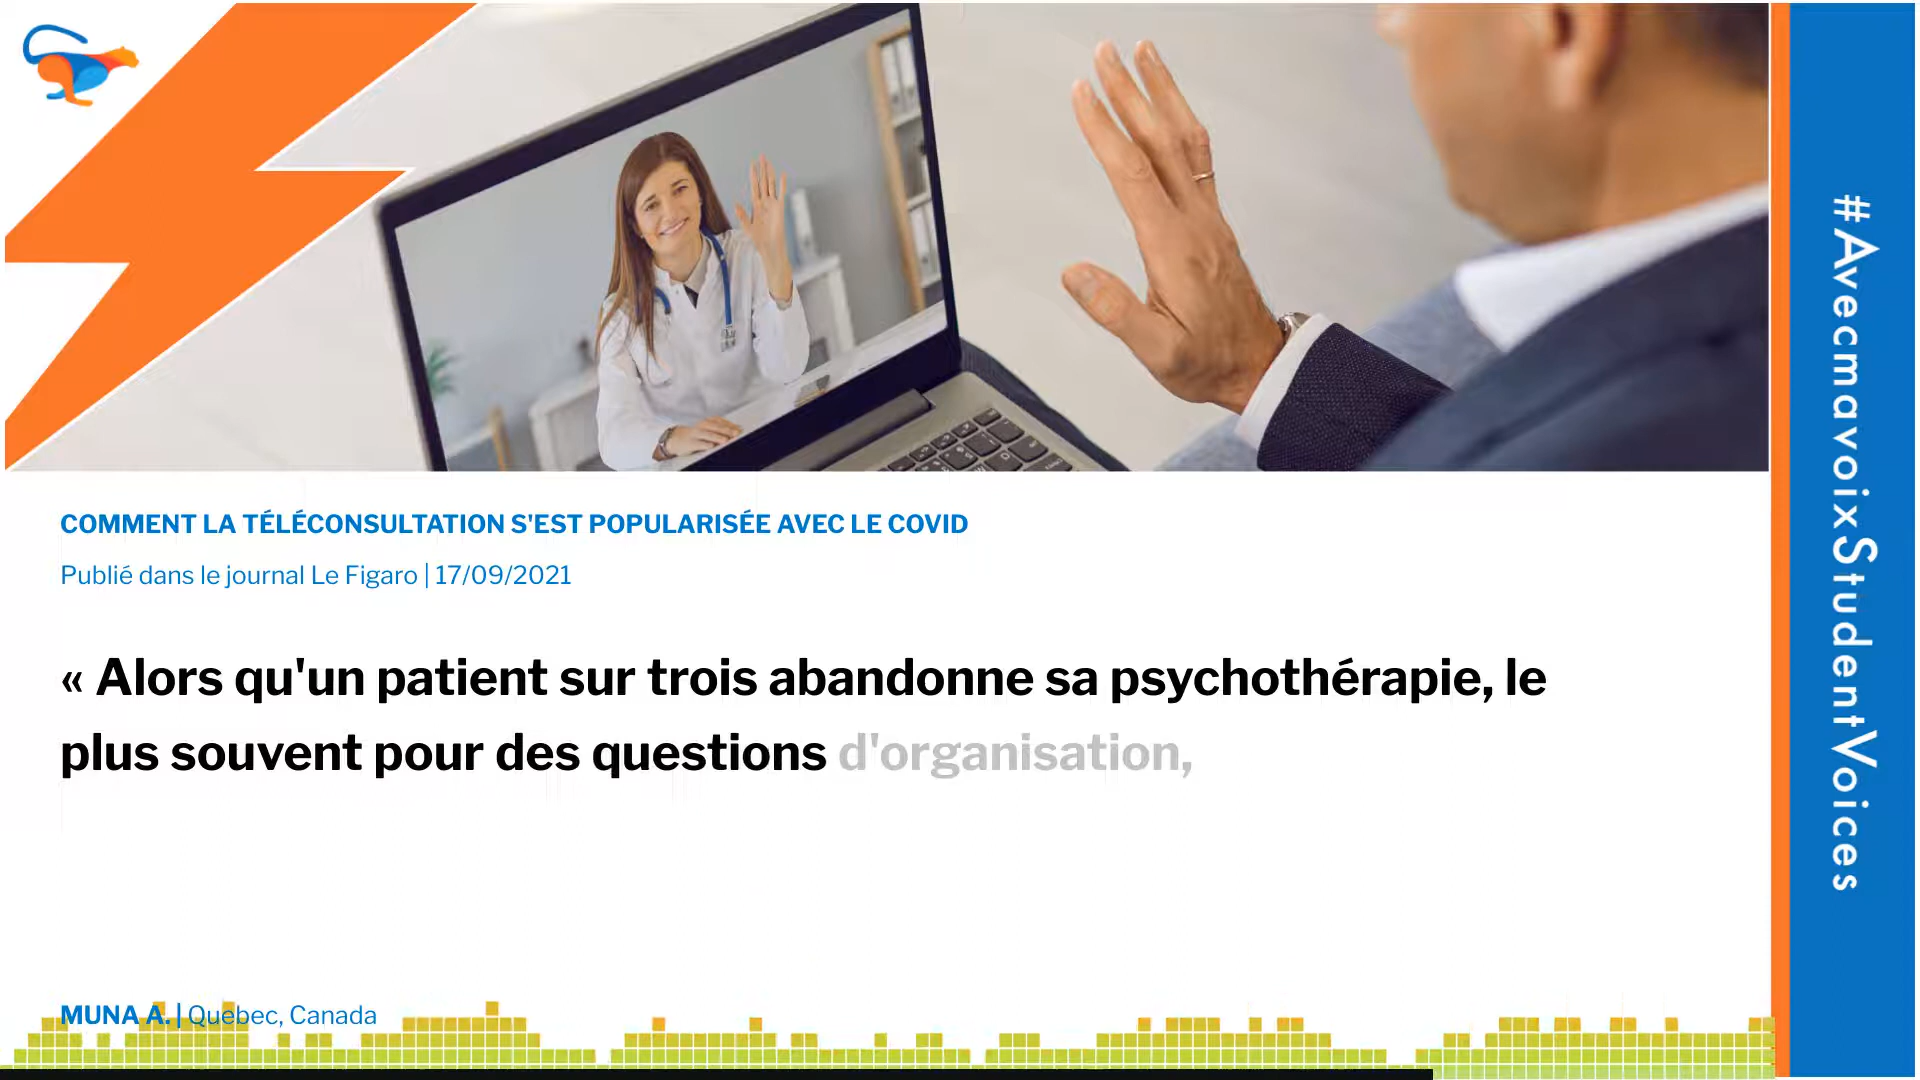 COMMENT LA TÉLÉCONSULTATION S'EST POPULARISÉE AVEC LE COVID
Publié dans le journal Le Figaro | 17/09/2021
« Alors qu'un patient sur trois abandonne sa psychothérapie, le
plus souvent pour des questions d'organisation,
MUNA A. | Québec, Canada
#AvecmavoixStudentVoices